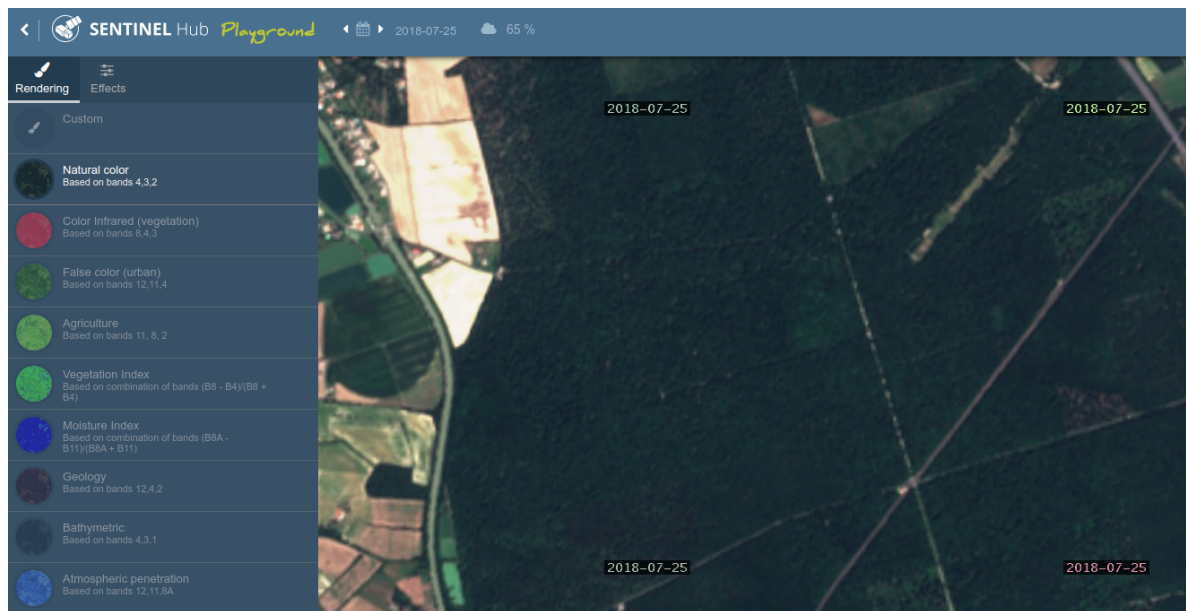 SENTINEL Hub Playground
2018-07-25
65 %
Rendering
Effects
Custom
Natural color
Based on bands 4,3,2
Color Infrared (vegetation)
Based on bands 8,4,3
False color (urban)
Based on bands 12,11,4
Agriculture
Based on bands 11, 8, 2
Vegetation Index
Based on combination of bands (B8 - B4)/(B8 +
B4)
Moisture Index
Based on combination of bands (B8A -
B11)/(B8A + B11)
Geology
Based on bands 12,4,2
Bathymetric
Based on bands 4,3,1
Atmospheric penetration
Based on bands 12,11,8A
2018-07-25
2018-07-25
2018-07-25
2018-07-25